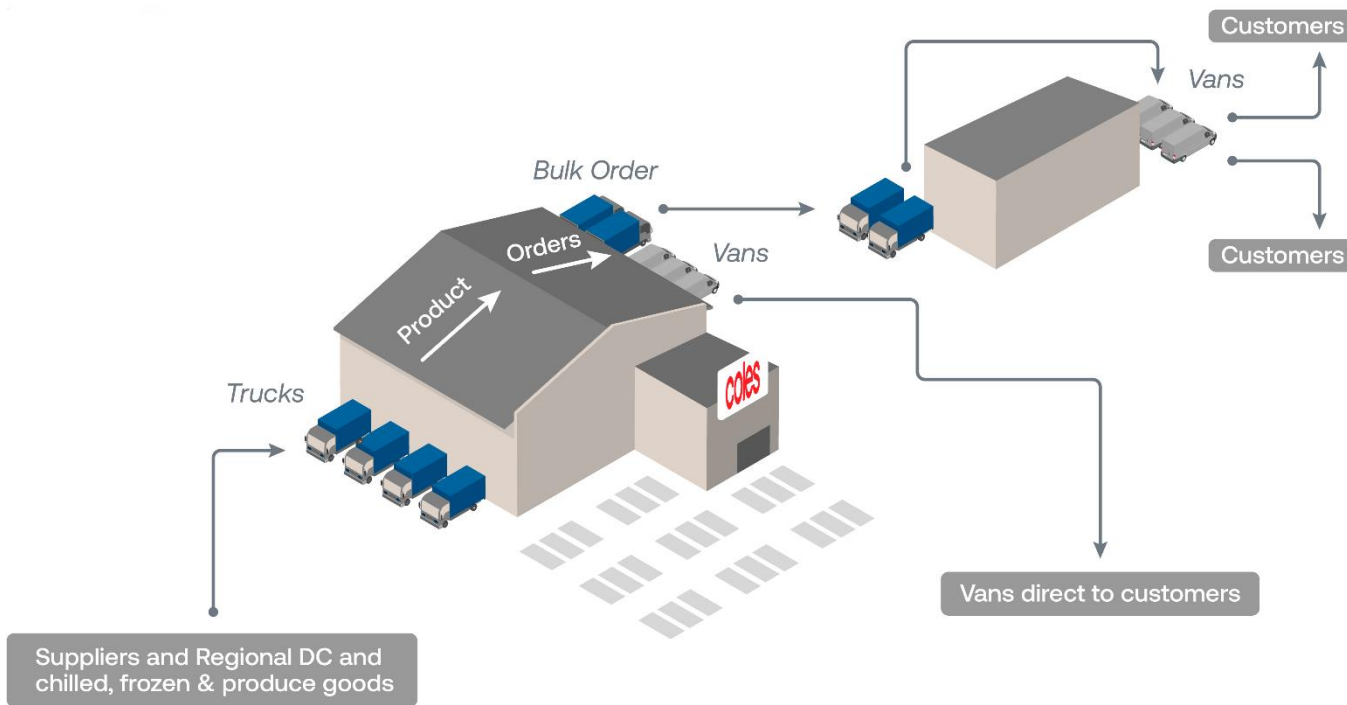 Customers
Vans
Bulk Order
Orders
Vans
Customers
Product
coles
Trucks
Vans direct to customers
Suppliers and Regional DC and
chilled, frozen & produce goods